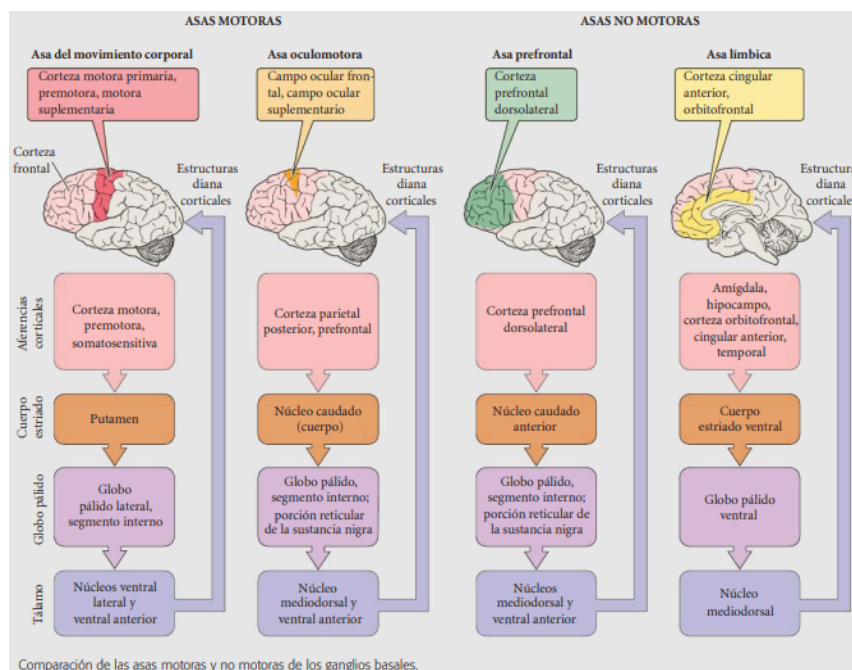 ASAS MOTORAS
ASAS NO MOTORAS
Asa del movimiento corporal
Asa oculomotora
Asa prefrontal
Asa límbica
Corteza motora primaria,
premotora, motora
suplementaria
Campo ocular fron-
tal, campo ocular
suplementario
Corteza
prefrontal
dorsolateral
Corteza cingular
anterior,
orbitofrontal
Corteza
frontal
Estructuras
diana
corticales
Estructuras
diana
corticales
Estructuras
diana
corticales
Estructuras
diana
corticales
Aferencias
corticales
Corteza motora,
premotora,
somatosensitiva
Corteza parietal
posterior, prefrontal
Corteza prefrontal
dorsolateral
Amígdala,
hipocampo,
corteza orbitofrontal,
cingular anterior,
temporal
Cuerpo
estriado
Putamen
Núcleo caudado
(cuerpo)
Núcleo caudado
anterior
Cuerpo
estriado ventral
Globo pálido
Globo
pálido lateral,
segmento interno
Globo pálido,
segmento interno;
porción reticular
de la sustancia nigra
Globo pálido,
segmento interno;
porción reticular
de la sustancia nigra
Globo pálido
ventral
Tálamo
Núcleos ventral
lateral y
ventral anterior
Núcleo
mediodorsal y
ventral anterior
Núcleos
mediodorsal y
ventral anterior
Núcleo
mediodorsal
Comparación de las asas motoras y no motoras de los ganglios basales.